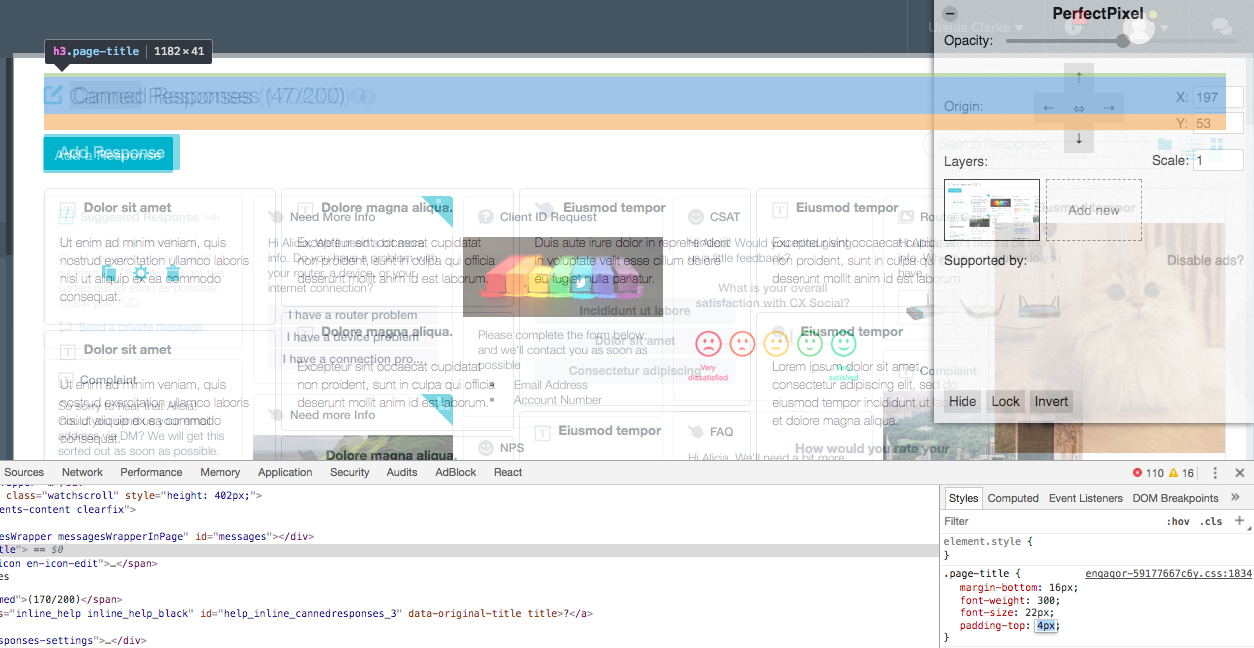 PerfectPixel
Ursula Clarke
Opacity:
h3.page-title | 1182 × 41
Canned Responses (47/200)
Origin:
X: 197
Y: 53
Add Response
Add a Response
Search Responses
Layers:
Scale: 1
Add new
Supported by:
Disable ads?
Hide Lock Invert
Dolor sit amet
Suggested Response 14h
Ut enim ad minim veniam, quis
nostrud exercitation ullamco laboris
nisi ut aliquip ex ea commodo
consequat.
Send a private message
Dolor sit amet
Complaint
Ut enim ad minim veniam, quis
nostrud exercitation ullamco laboris
nisi ut aliquip ex ea commodo
consequat.
So sorry to hear that Alicia!
address via DM? We will get this
sorted out as soon as possible.
Dolore magna aliqua.
Need More Info
Excepteur sint occaecat cupidatat
non proident, sunt in culpa qui officia
deserunt mollit anim id est laborum.
internet connection?
I have a router problem
Dolore magna aliqua.
I have a device problem
I have a connection pro...
Excepteur sint occaecat cupidatat
non proident, sunt in culpa qui officia
deserunt mollit anim id est laborum.
Need more Info
Dolore magna aliqua.
Eiusmod tempor
Client ID Request
Duis aute irure dolor in reprehenderit
in voluptate velit esse cillum dolore
eu fugiat nulla pariatur.
Incididunt ut labore
Dolor sit amet
Consectetur adipiscing
Please complete the form below
and we'll contact you as soon as
possible
Email Address
Account Number
Eiusmod tempor
NPS
Eiusmod tempor
CSAT
Excepteur sint occaecat cupidatat
non proident, sunt in culpa qui officia
deserunt mollit anim id est laborum.
What is your overall
satisfaction with CX Social?
Eiusmod tempor
Very
dissatisfied
Very
satisfied
Lorem ipsum dolor sit amet,
consectetur adipiscing elit, sed do
eiusmod tempor incididunt ut labore
et dolore magna aliqua.
FAQ
How would you rate your
Hi Alicia, We'll need a bit more
Eiusmod tempor
Complaint
Sources Network Performance Memory Application Security Audits AdBlock React
110 16
class="watchscroll" style="height: 402px;">
ents-content clearfix">
esWrapper messagesWrapperInPage" id="messages"></div>
tle"> == $0
icon en-icon-edit">…</span>
es
med">(170/200)</span>
s="inline_help inline_help_black" id="help_inline_cannedresponses_3" data-original-title title>?</a>
sponses-settings">…</div>
Styles Computed Event Listeners DOM Breakpoints »
Filter
:hov .cls +
element.style {
}
.page-title { engagor-59177667c6y.css:1834
margin-bottom: 16px;
font-weight: 300;
font-size: 22px;
padding-top: 4px;
}